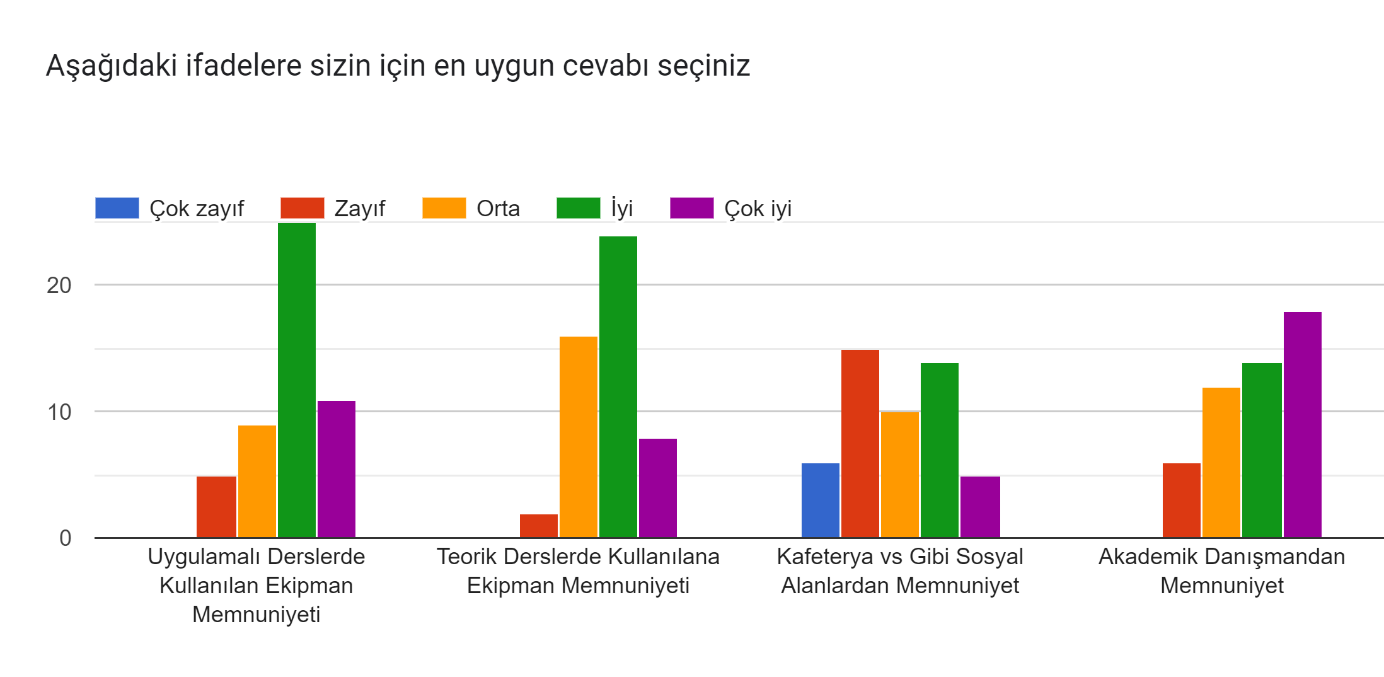 Aşağıdaki ifadelere sizin için en uygun cevabı seçiniz
Çok zayıf Zayıf Orta İyi Çok iyi
20
10
0
Uygulamalı Derslerde
Kullanılan Ekipman
Memnuniyeti
Teorik Derslerde Kullanılana
Ekipman Memnuniyeti
Kafeterya vs Gibi Sosyal
Alanlardan Memnuniyet
Akademik Danışmandan
Memnuniyet